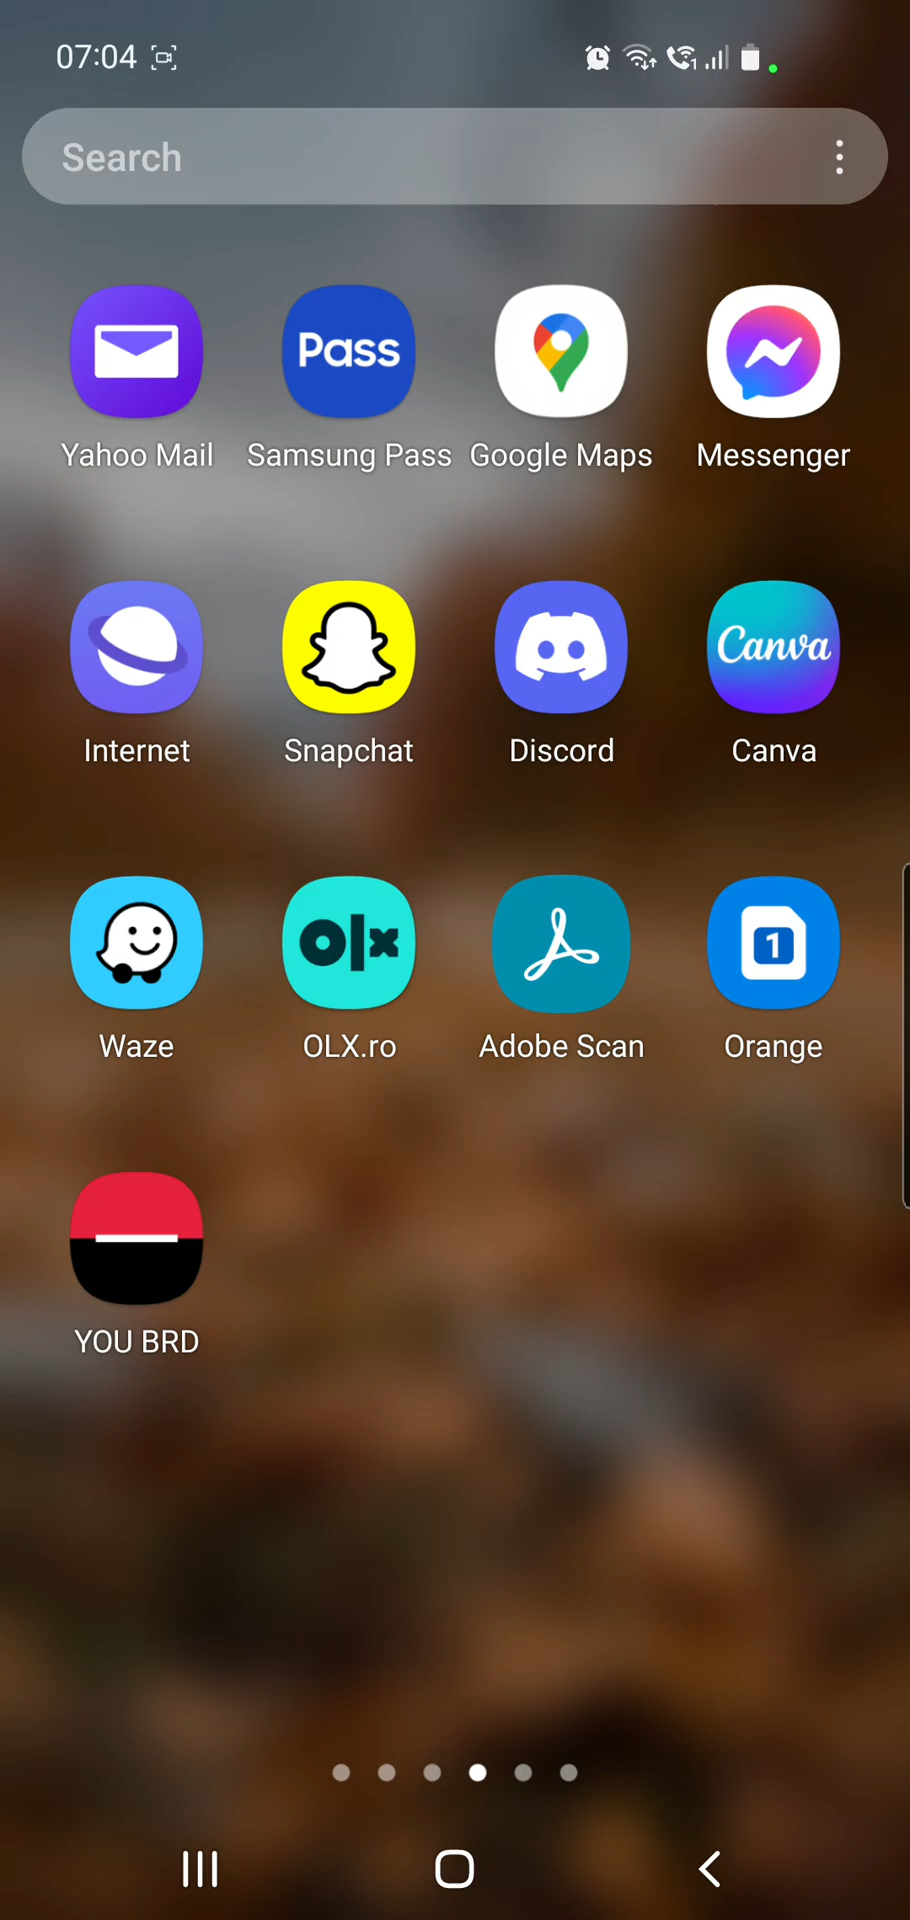 07:04
Search
Pass
Yahoo Mail Samsung Pass Google Maps Messenger
Canva
Internet Snapchat Discord Canva
olx 1
Waze OLX.ro Adobe Scan Orange
YOU BRD